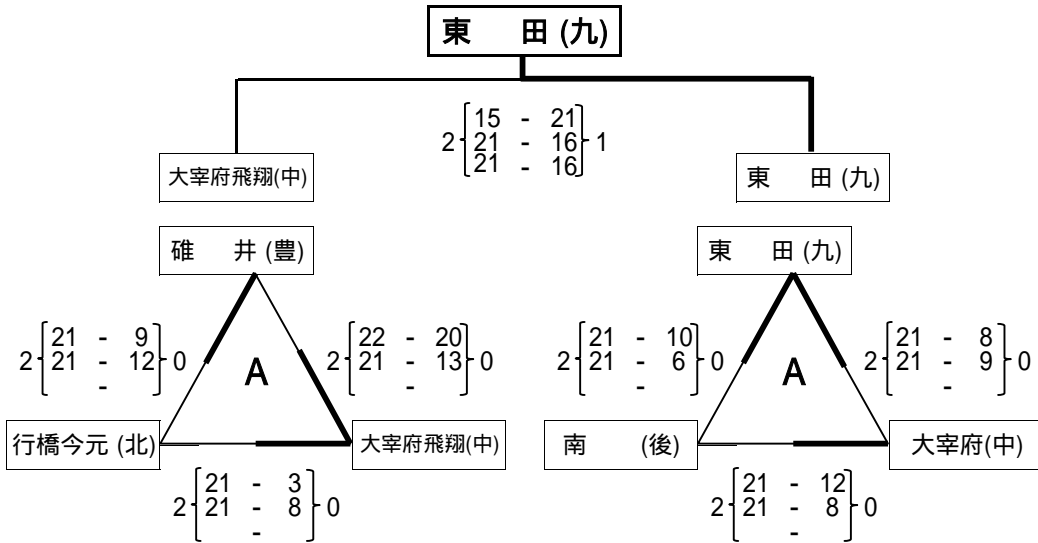 東 田 (九)
2 15 - 21 1
21 - 16
21 - 16
大宰府飛翔(中)
東 田 (九)
碓 井 (豊)
東 田 (九)
2 21 - 9 0
21 - 12
-
A
2 22 - 20 0
21 - 13
-
2 21 - 10 0
21 - 6
-
A
2 21 - 8 0
21 - 9
-
行橋今元 (北)
大宰府飛翔(中)
南 (後)
大宰府(中)
2 21 - 3 0
21 - 8
-
2 21 - 12 0
21 - 8
-